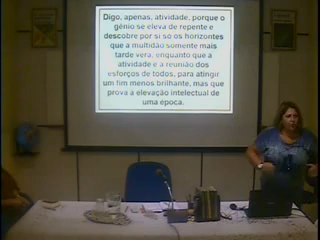 Digo, apenas, atividade, porque o
gênio se eleva de repente e
descobre por si só os horizontes
que a multidão somente mais
tarde verá, enquanto que a
atividade é a reunião dos
esforços de todos, para atingir
um fim menos brilhante, mas que
prova a elevação intelectual de
uma época.